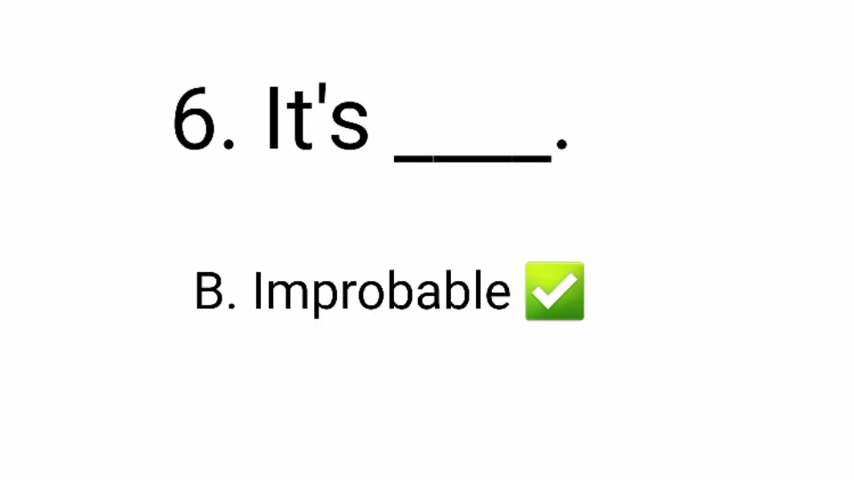 6. It's ____.
B. Improbable ✅